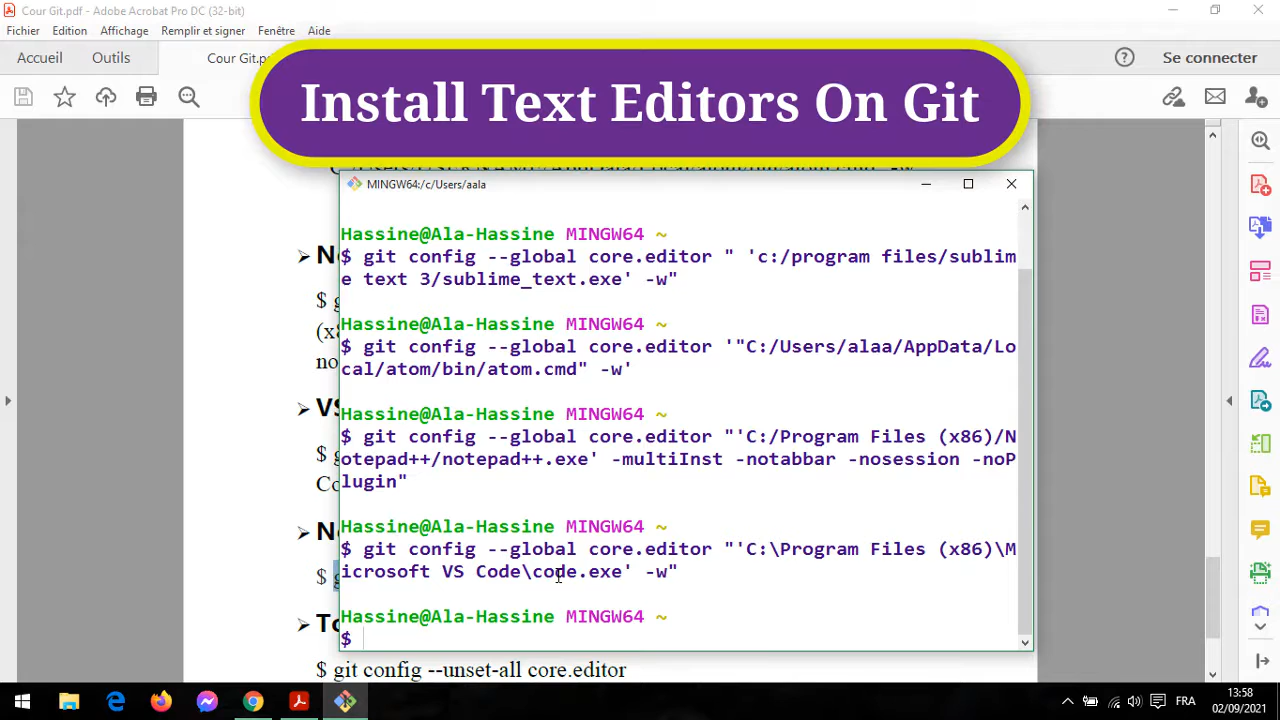 Cour Git.pdf - Adobe Acrobat Pro DC (32-bit)
Fichier Edition Affichage Remplir et signer Fenêtre Aide
Accueil Outils Cour Git.p
Se connecter
Install Text Editors On Git
MINGW64:/c/Users/aala
Hassine@Ala-Hassine MINGW64 ~
$ git config --global core.editor " 'c:/program files/sublim
e text 3/sublime_text.exe' -w"
Hassine@Ala-Hassine MINGW64 ~
$ git config --global core.editor '"C:/Users/alaa/AppData/Lo
cal/atom/bin/atom.cmd" -w'
Hassine@Ala-Hassine MINGW64 ~
$ git config --global core.editor "'C:/Program Files (x86)/N
otepad++/notepad++.exe' -multiInst -notabbar -nosession -noP
lugin"
Hassine@Ala-Hassine MINGW64 ~
$ git config --global core.editor "'C:\Program Files (x86)\M
icrosoft VS Code\code.exe' -w"
Hassine@Ala-Hassine MINGW64 ~
$
$ git config --unset-all core.editor
FRA
13:58
02/09/2021